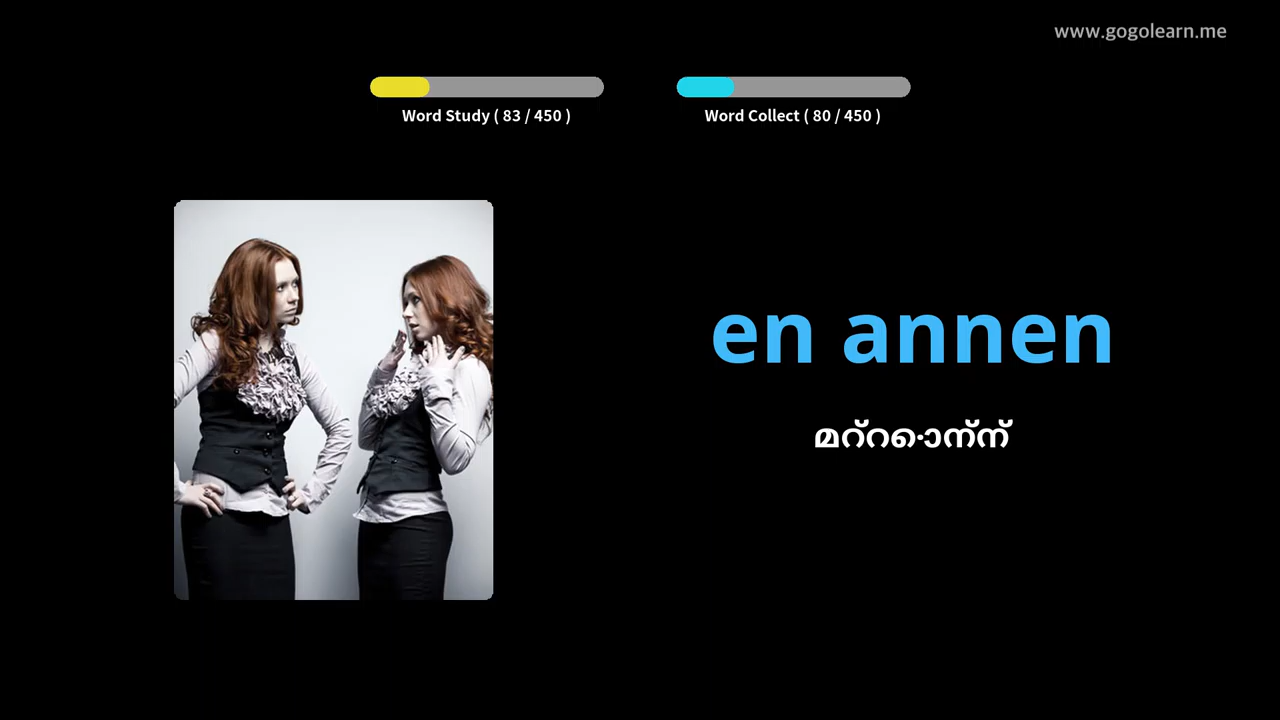 www.gogolearn.me
Word Study ( 83 / 450 )
Word Collect ( 80 / 450 )
en annen
മറ്റൊന്ന്